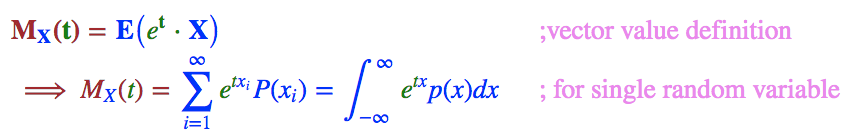 M_X(t) = E(e^t · X) ;vector value definition
⟹ M_X(t) = ∑_{i=1}^{∞} e^{tx_i} P(x_i) = ∫_{-∞}^{∞} e^{tx} p(x)dx ; for single random variable